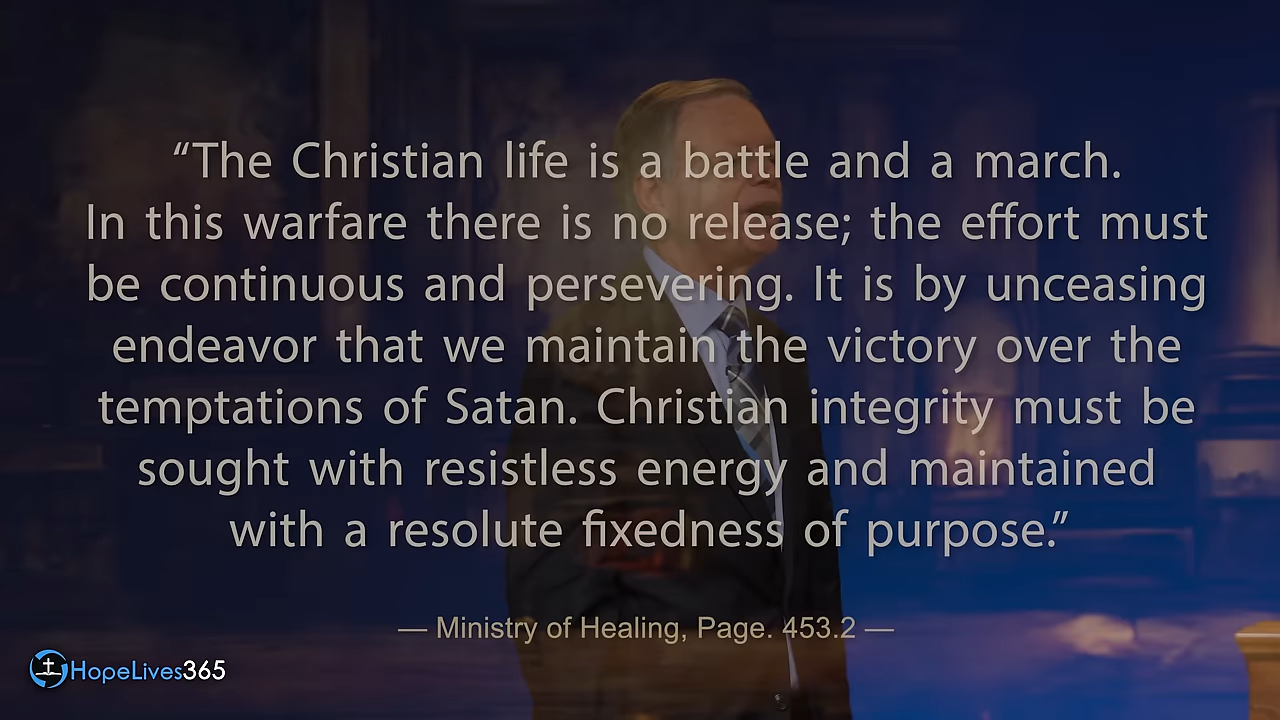 “The Christian life is a battle and a march.
In this warfare there is no release; the effort must
be continuous and persevering. It is by unceasing
endeavor that we maintain the victory over the
temptations of Satan. Christian integrity must be
sought with resistless energy and maintained
with a resolute fixedness of purpose.”
— Ministry of Healing, Page. 453.2 —
HopeLives365